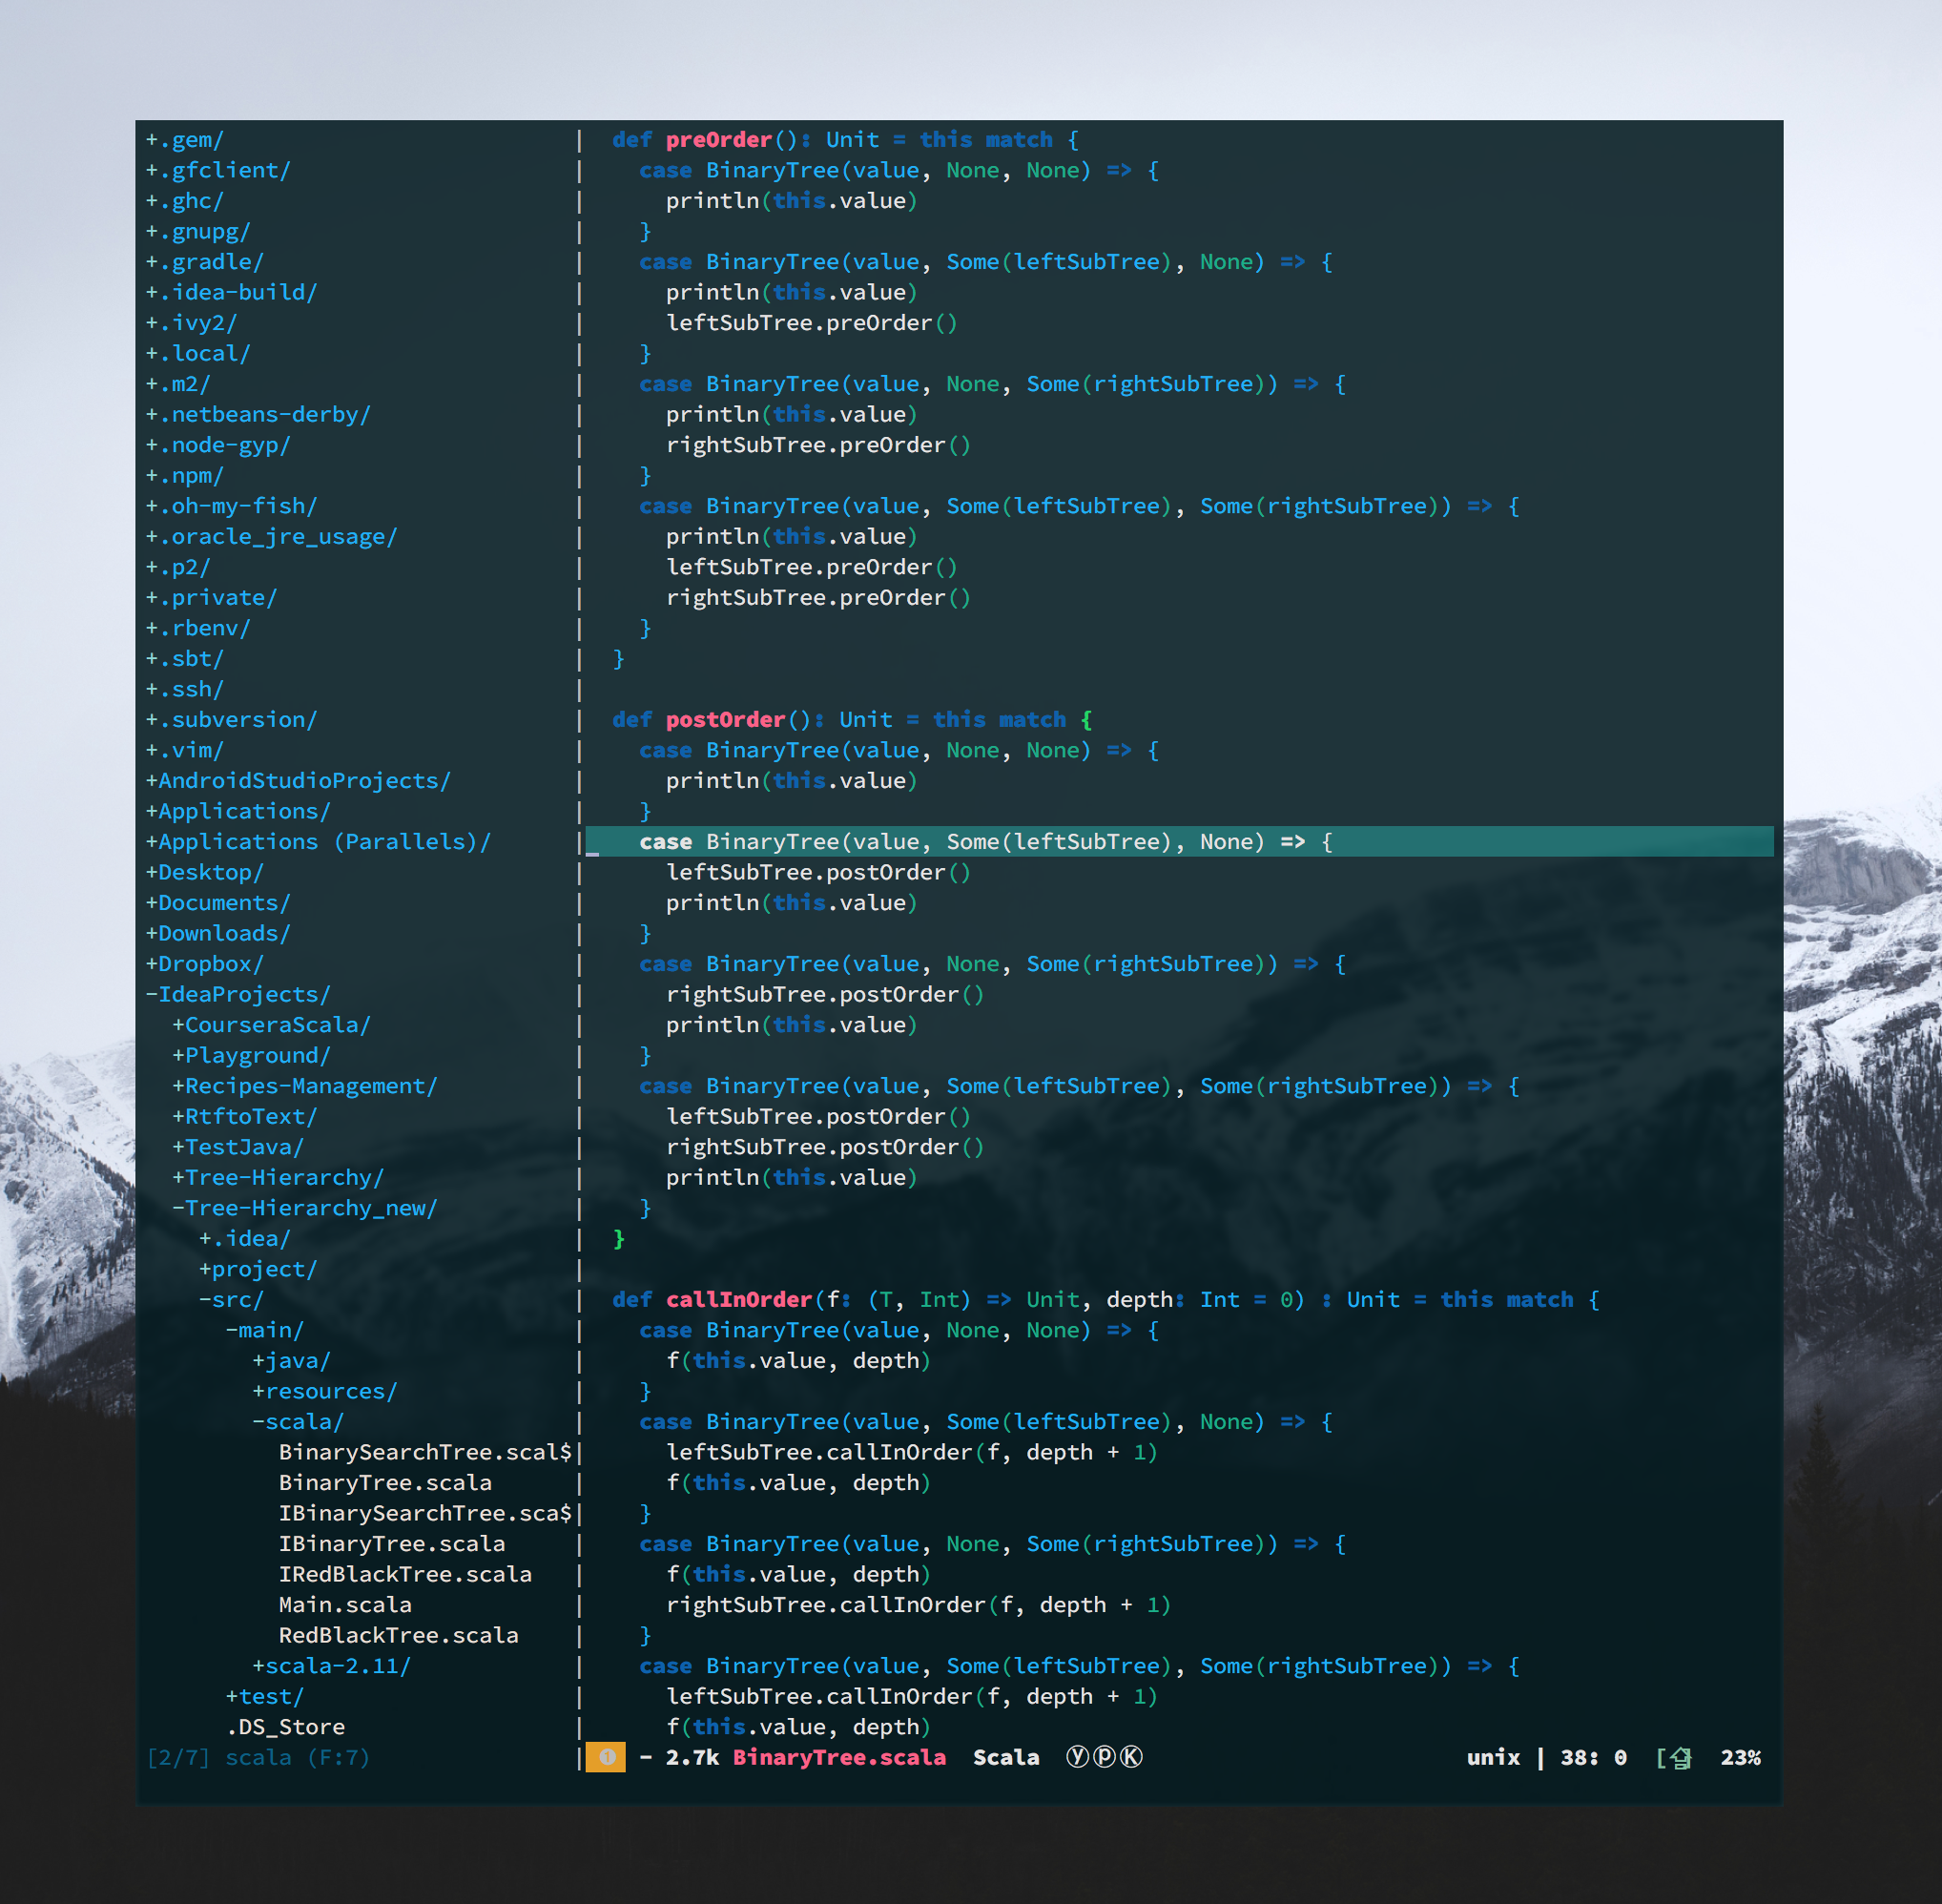 +.gem/
+.gfclient/
+.ghc/
+.gnupg/
+.gradle/
+.idea-build/
+.ivy2/
+.local/
+.m2/
+.netbeans-derby/
+.node-gyp/
+.npm/
+.oh-my-fish/
+.oracle_jre_usage/
+.p2/
+.private/
+.rbenv/
+.sbt/
+.ssh/
+.subversion/
+.vim/
+AndroidStudioProjects/
+Applications/
+Applications (Parallels)/
+Desktop/
+Documents/
+Downloads/
+Dropbox/
-IdeaProjects/
  +CourseraScala/
  +Playground/
  +Recipes-Management/
  +RtftoText/
  +TestJava/
  +Tree-Hierarchy/
  -Tree-Hierarchy_new/
    +.idea/
    +project/
    -src/
      -main/
        +java/
        +resources/
        -scala/
          BinarySearchTree.scal$
          BinaryTree.scala
          IBinarySearchTree.sca$
          IBinaryTree.scala
          IRedBlackTree.scala
          Main.scala
          RedBlackTree.scala
        +scala-2.11/
      +test/
      .DS_Store
[2/7] scala (F:7)
  def preOrder(): Unit = this match {
    case BinaryTree(value, None, None) => {
      println(this.value)
    }
    case BinaryTree(value, Some(leftSubTree), None) => {
      println(this.value)
      leftSubTree.preOrder()
    }
    case BinaryTree(value, None, Some(rightSubTree)) => {
      println(this.value)
      rightSubTree.preOrder()
    }
    case BinaryTree(value, Some(leftSubTree), Some(rightSubTree)) => {
      println(this.value)
      leftSubTree.preOrder()
      rightSubTree.preOrder()
    }
  }
  def postOrder(): Unit = this match {
    case BinaryTree(value, None, None) => {
      println(this.value)
    }
    case BinaryTree(value, Some(leftSubTree), None) => {
      leftSubTree.postOrder()
      println(this.value)
    }
    case BinaryTree(value, None, Some(rightSubTree)) => {
      rightSubTree.postOrder()
      println(this.value)
    }
    case BinaryTree(value, Some(leftSubTree), Some(rightSubTree)) => {
      leftSubTree.postOrder()
      rightSubTree.postOrder()
      println(this.value)
    }
  }
  def callInOrder(f: (T, Int) => Unit, depth: Int = 0) : Unit = this match {
    case BinaryTree(value, None, None) => {
      f(this.value, depth)
    }
    case BinaryTree(value, Some(leftSubTree), None) => {
      leftSubTree.callInOrder(f, depth + 1)
      f(this.value, depth)
    }
    case BinaryTree(value, None, Some(rightSubTree)) => {
      f(this.value, depth)
      rightSubTree.callInOrder(f, depth + 1)
    }
    case BinaryTree(value, Some(leftSubTree), Some(rightSubTree)) => {
      leftSubTree.callInOrder(f, depth + 1)
      f(this.value, depth)
❶ - 2.7k BinaryTree.scala  Scala  ⓨⓟⓀ  unix | 38: 0  23%